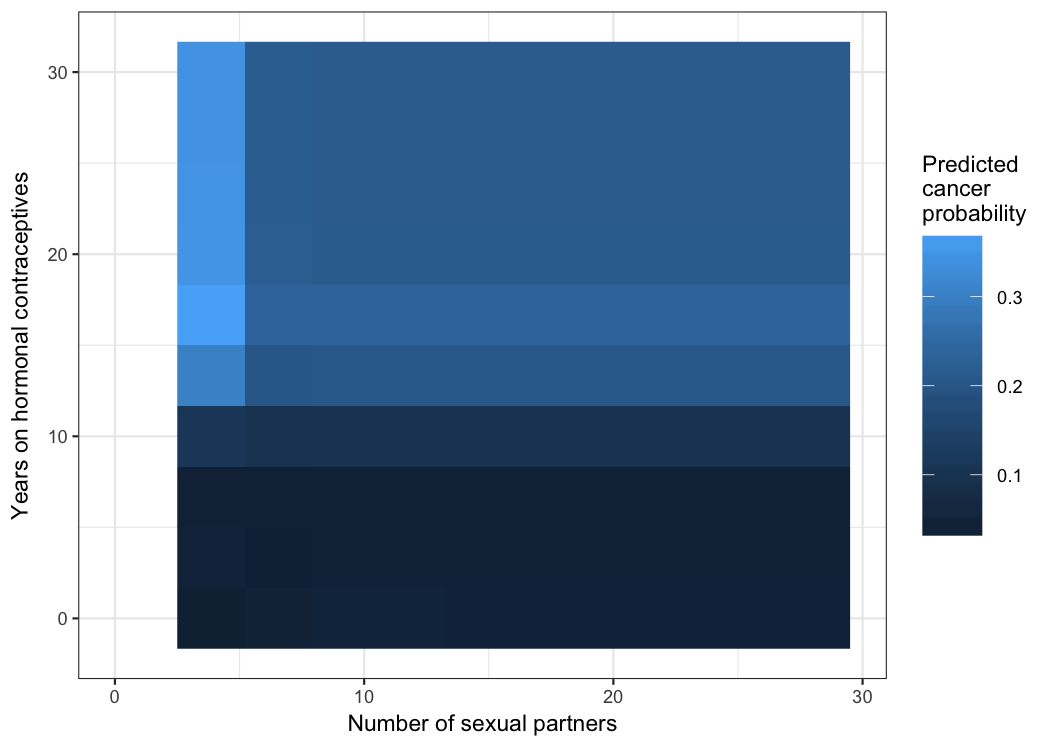 30
20
10
0
Years on hormonal contraceptives
0
10
20
30
Number of sexual partners
Predicted
cancer
probability
0.3
0.2
0.1